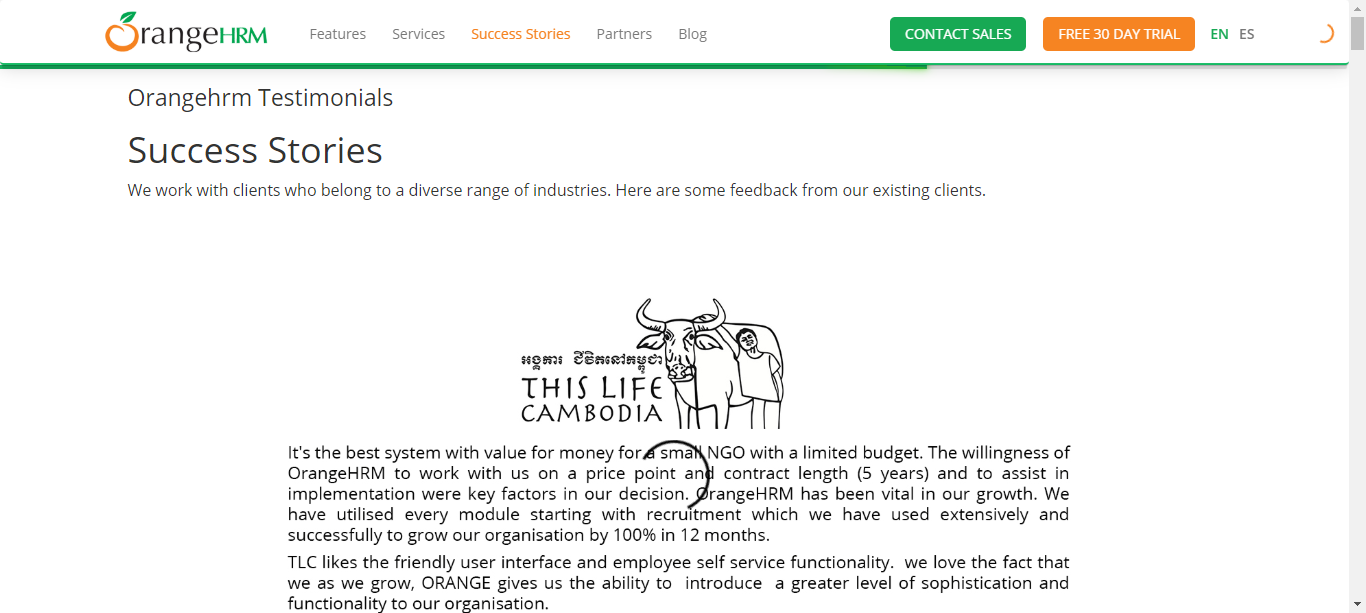 OrangeHRM
Features
Services
Success Stories
Partners
Blog
CONTACT SALES
FREE 30 DAY TRIAL
EN
ES
Orangehrm Testimonials
Success Stories
We work with clients who belong to a diverse range of industries. Here are some feedback from our existing clients.
អង្គការ ជីវិតនៅកម្ពុជា
THIS LIFE
CAMBODIA
It's the best system with value for money for a small NGO with a limited budget. The willingness of
OrangeHRM to work with us on a price point and contract length (5 years) and to assist in
implementation were key factors in our decision. OrangeHRM has been vital in our growth. We
have utilised every module starting with recruitment which we have used extensively and
successfully to grow our organisation by 100% in 12 months.
TLC likes the friendly user interface and employee self service functionality.  we love the fact that
we as we grow, ORANGE gives us the ability to  introduce  a greater level of sophistication and
functionality to our organisation.